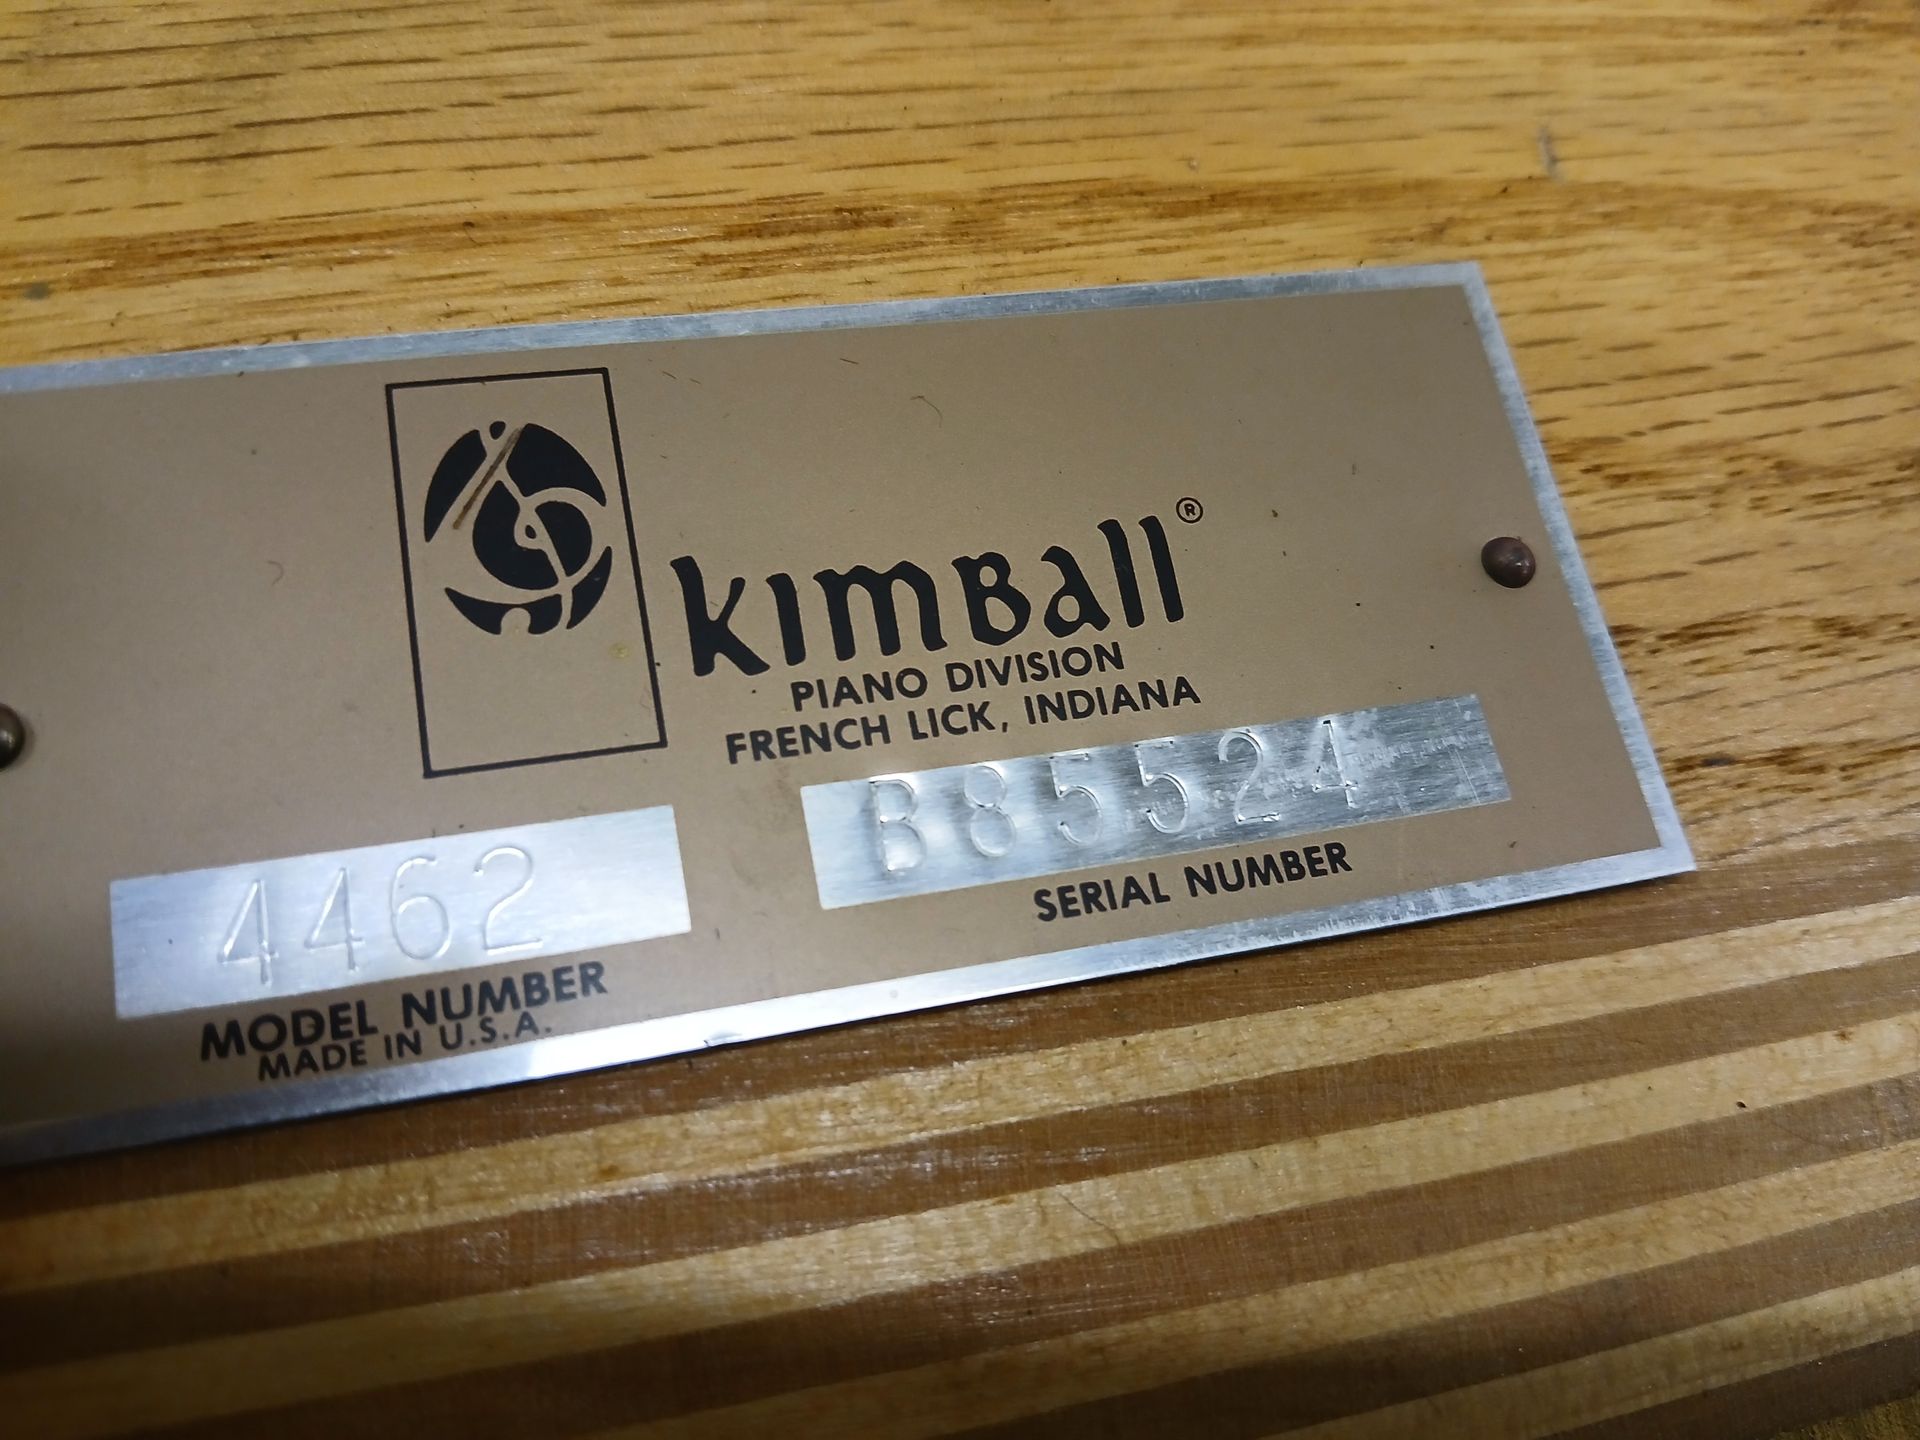 kimball®
PIANO DIVISION
FRENCH LICK, INDIANA
4462
MODEL NUMBER
MADE IN U.S.A.
B85524
SERIAL NUMBER